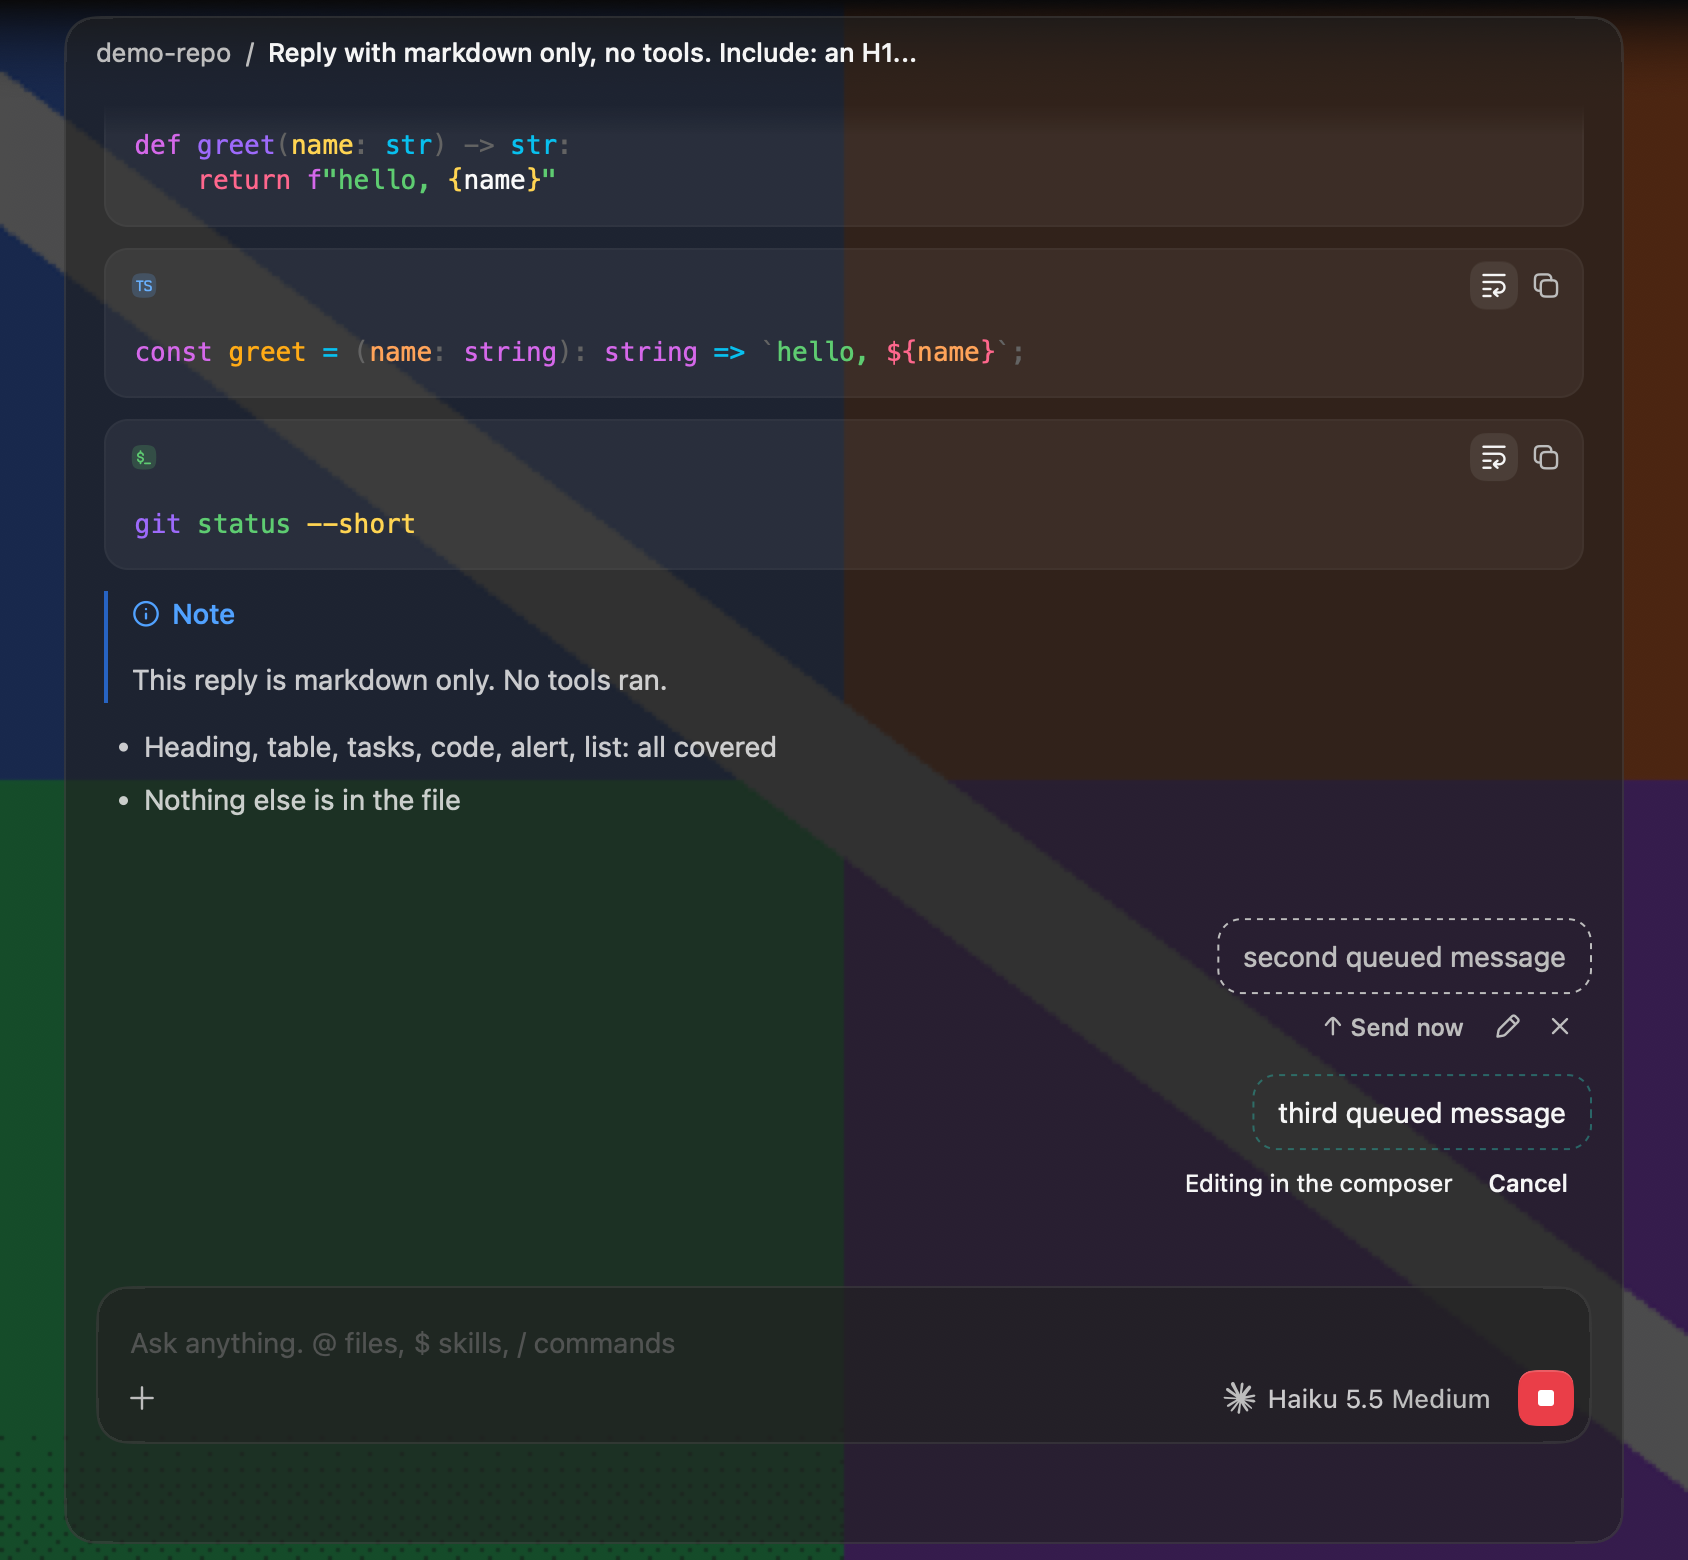 demo-repo / Reply with markdown only, no tools. Include: an H1...
def greet(name: str) -> str:
    return f"hello, {name}"
TS
const greet = (name: string): string => `hello, ${name}`;
$_
git status --short
Note
This reply is markdown only. No tools ran.
• Heading, table, tasks, code, alert, list: all covered
• Nothing else is in the file
second queued message
↑ Send now
third queued message
Editing in the composer Cancel
Ask anything. @ files, $ skills, / commands
Haiku 5.5 Medium